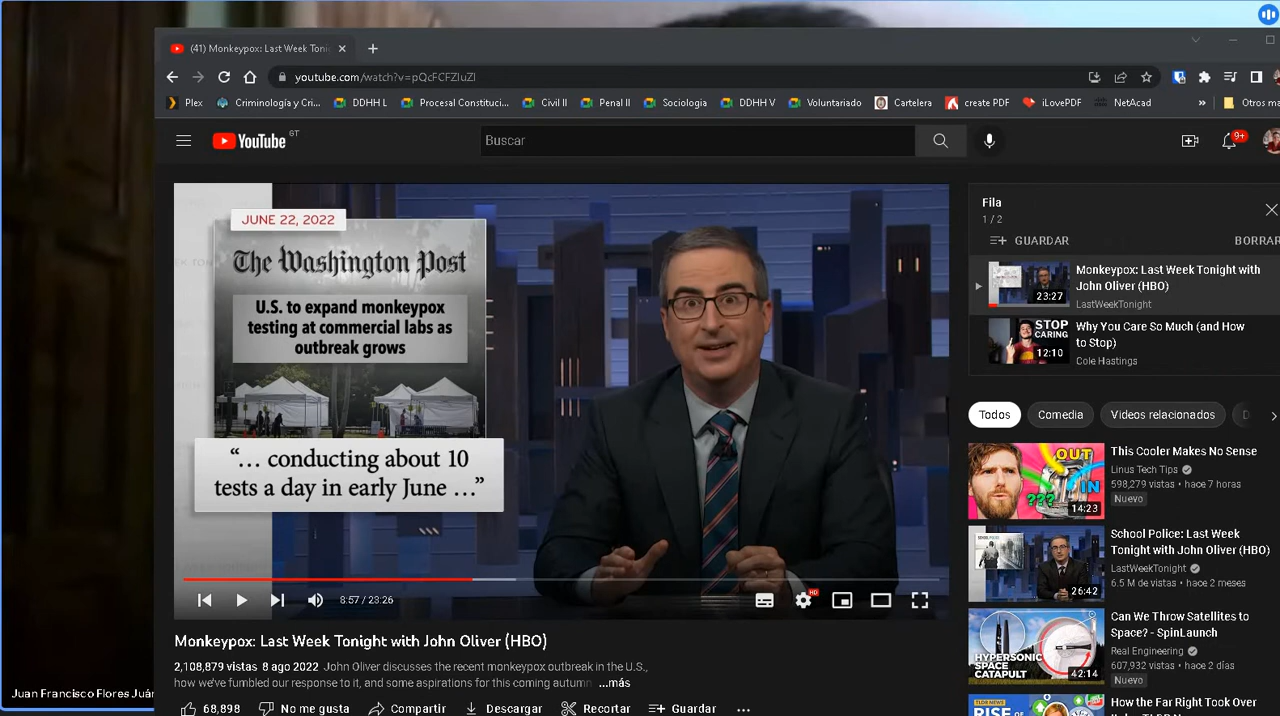 (41) Monkeypox: Last Week Toni
youtube.com/watch?v=pQcFCFZIuZI
Plex
Criminología y Cri...
DDHH L
Procesal Constituci...
Civil II
Penal II
Sociologia
DDHH V
Voluntariado
Cartelera
create PDF
iLovePDF
NetAcad
»
Otros ma
YouTube
GT
Buscar
9+
JUNE 22, 2022
The Washington Post
U.S. to expand monkeypox
testing at commercial labs as
outbreak grows
“… conducting about 10
tests a day in early June …”
8:57 / 23:26
HD
Monkeypox: Last Week Tonight with John Oliver (HBO)
2,108,879 vistas 8 ago 2022 John Oliver discusses the recent monkeypox outbreak in the U.S.,
how we've fumbled the response to it, and some aspirations for this coming autumn ...más
68,898
No me gusta
Compartir
Descargar
Recortar
Guardar
Juan Francisco Flores Juár
Fila
1 / 2
GUARDAR
BORRAR
23:27
Monkeypox: Last Week Tonight with
John Oliver (HBO)
LastWeekTonight
STOP
CARING
12:10
Why You Care So Much (and How
to Stop)
Cole Hastings
Todos
Comedia
Videos relacionados
OUT
IN
???
14:23
This Cooler Makes No Sense
Linus Tech Tips
598,279 vistas • hace 7 horas
Nuevo
26:42
School Police: Last Week
Tonight with John Oliver (HBO)
LastWeekTonight
6.5 M de vistas • hace 2 meses
HYPERSONIC
SPACE
CATAPULT
42:14
Can We Throw Satellites to
Space? - SpinLaunch
Real Engineering
607,932 vistas • hace 2 días
Nuevo
TLDR NEWS
RISE OF
How the Far Right Took Over